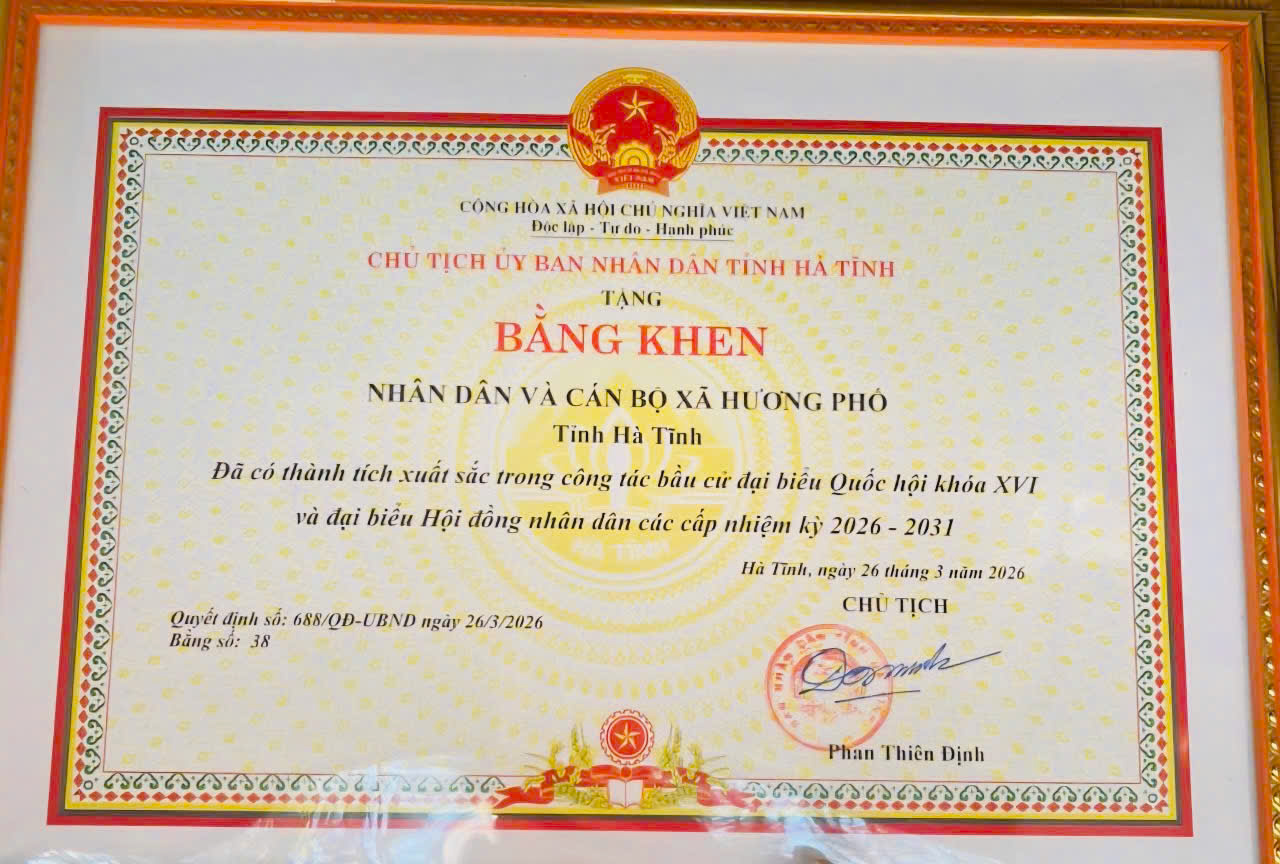 CỘNG HÒA XÃ HỘI CHỦ NGHĨA VIỆT NAM
Độc lập - Tự do - Hạnh phúc
CHỦ TỊCH ỦY BAN NHÂN DÂN TỈNH HÀ TĨNH
TẶNG
BẰNG KHEN
NHÂN DÂN VÀ CÁN BỘ XÃ HƯƠNG PHỐ
Tỉnh Hà Tĩnh
Đã có thành tích xuất sắc trong công tác bầu cử đại biểu Quốc hội khóa XVI
và đại biểu Hội đồng nhân dân các cấp nhiệm kỳ 2026 - 2031
HÀ TĨNH
Hà Tĩnh, ngày 26 tháng 3 năm 2026
CHỦ TỊCH
Quyết định số: 688/QĐ-UBND ngày 26/3/2026
Bằng số: 38
Phan Thiên Định